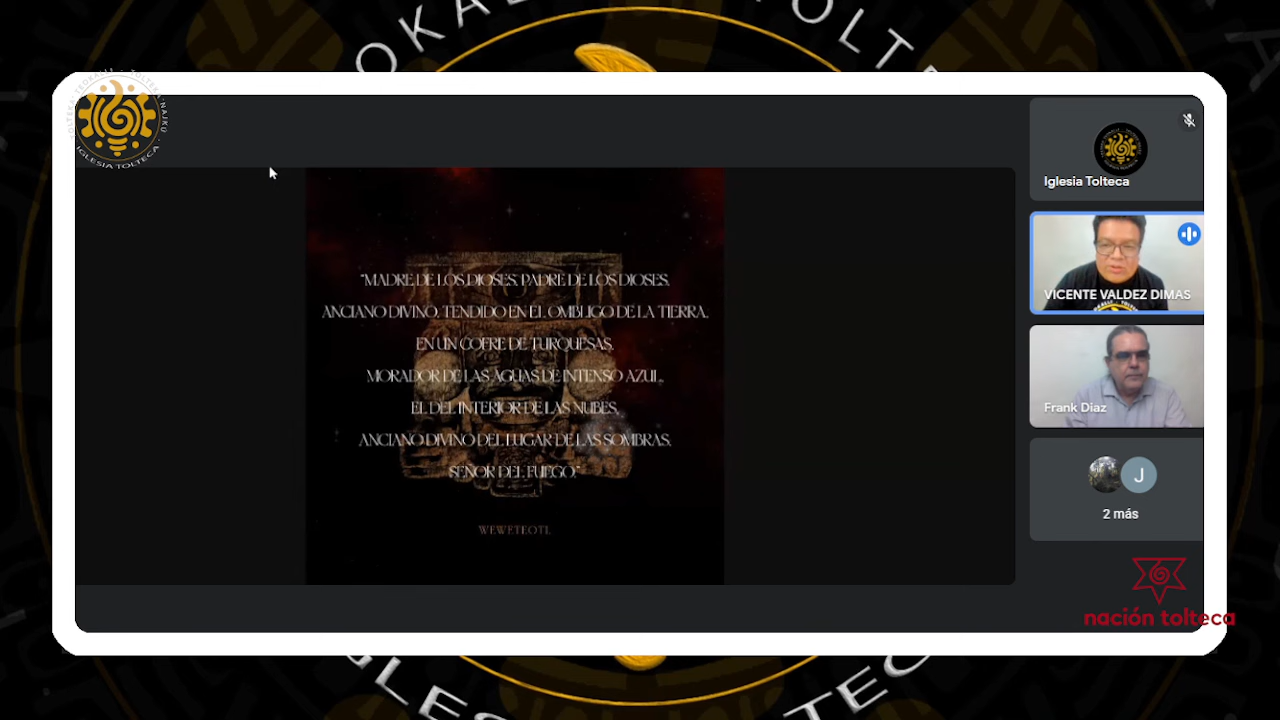 IGLESIA TOLTECA
"MADRE DE LOS DIOSES, PADRE DE LOS DIOSES,
ANCIANO DIVINO, TENDIDO EN EL OMBLIGO DE LA TIERRA,
EN UN COFRE DE TURQUESAS.
MORADOR DE LAS AGUAS DE INTENSO AZUL,
EL DEL INTERIOR DE LAS NUBES,
ANCIANO DIVINO DEL LUGAR DE LAS SOMBRAS,
SEÑOR DEL FUEGO."
WEWETEOTL
Iglesia Tolteca
VICENTE VALDEZ DIMAS
Frank Diaz
J
2 más
nación tolteca